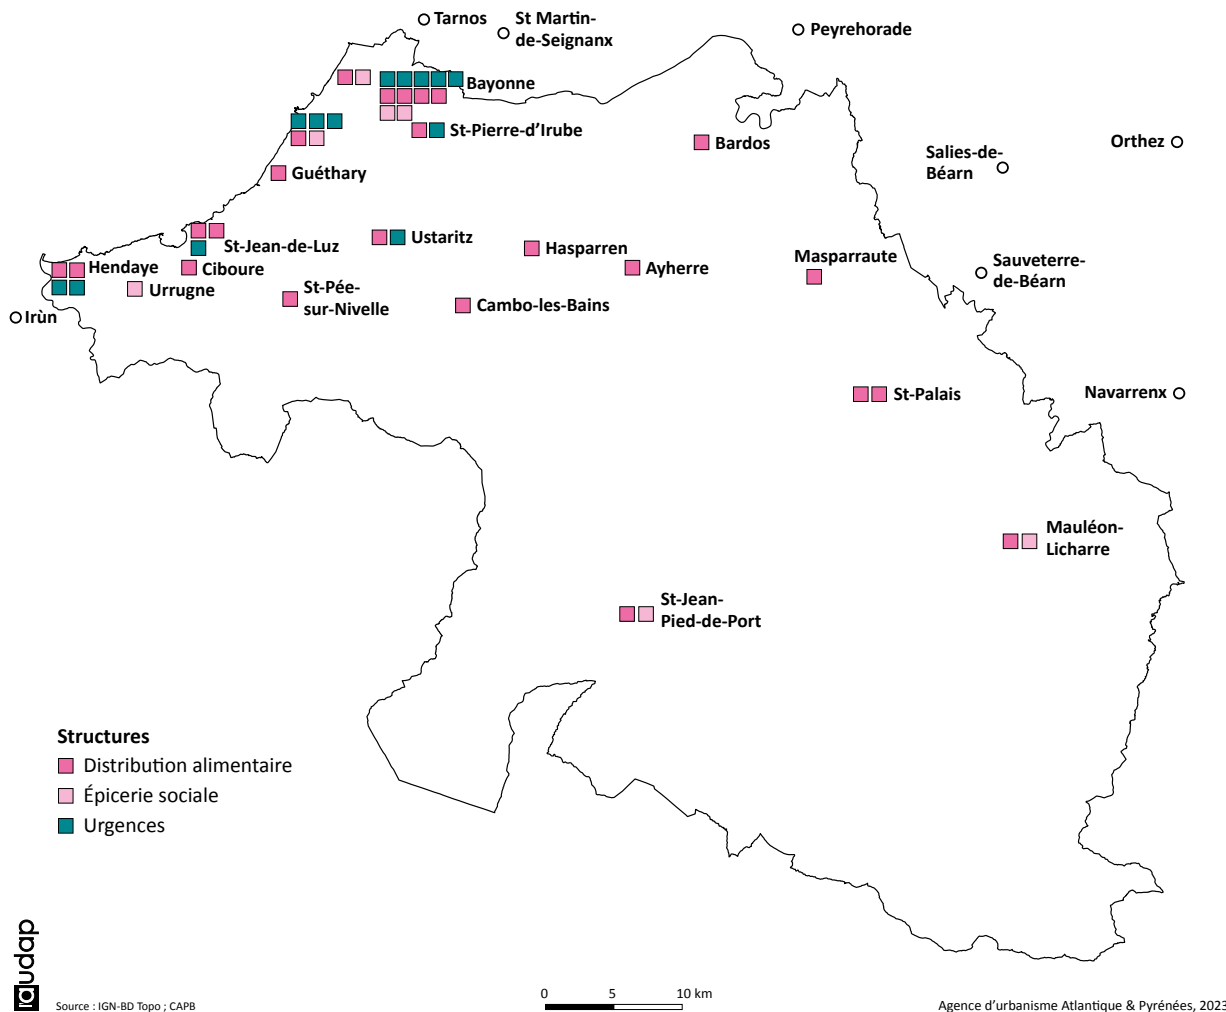 Tarnos
St Martin-
de-Seignanx
Peyrehorade
Bayonne
St-Pierre-d'Irube
Bardos
Orthez
Salies-de-
Béarn
Guéthary
St-Jean-de-Luz
Ustaritz
Hasparren
Masparraute
Hendaye
Ciboure
Ayherre
Sauveterre-
de-Béarn
Urrugne
St-Pée-
sur-Nivelle
Cambo-les-Bains
Irùn
St-Palais
Navarrenx
Mauléon-
Licharre
St-Jean-
Pied-de-Port
Structures
Distribution alimentaire
Épicerie sociale
Urgences
audap
Source : IGN-BD Topo ; CAPB
0 5 10 km
Agence d'urbanisme Atlantique & Pyrénées, 2023